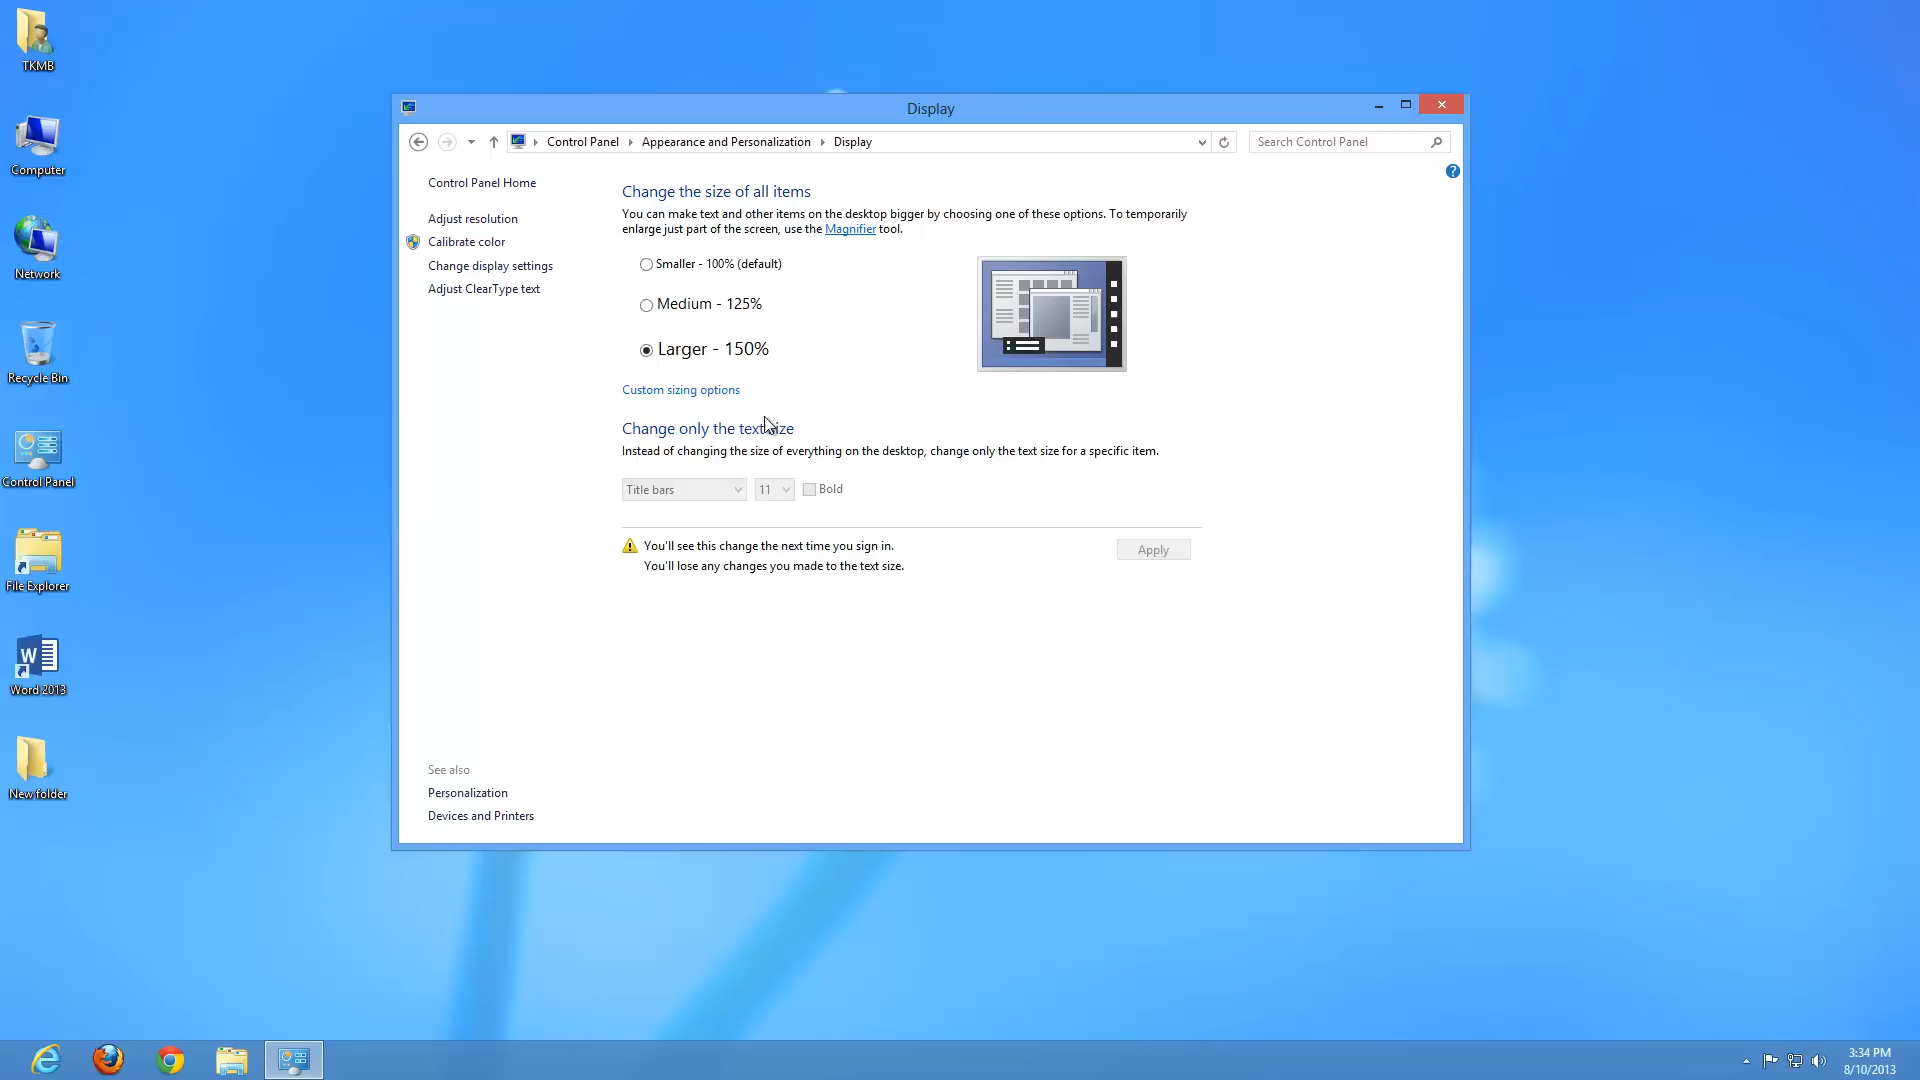 TKMB
Computer
Network
Recycle Bin
Control Panel
File Explorer
W
Word 2013
New folder
Display
Control Panel
Appearance and Personalization
Display
Search Control Panel
?
Control Panel Home
Adjust resolution
Calibrate color
Change display settings
Adjust ClearType text
Change the size of all items
You can make text and other items on the desktop bigger by choosing one of these options. To temporarily
enlarge just part of the screen, use the Magnifier tool.
Smaller - 100% (default)
Medium - 125%
Larger - 150%
Custom sizing options
Change only the text size
Instead of changing the size of everything on the desktop, change only the text size for a specific item.
Title bars
11
Bold
You'll see this change the next time you sign in.
You'll lose any changes you made to the text size.
Apply
See also
Personalization
Devices and Printers
3:34 PM
8/10/2013